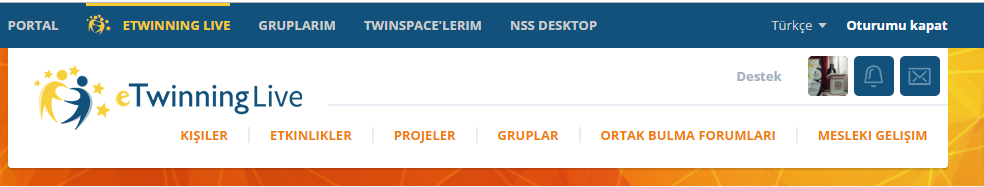 PORTAL ETWINNING LIVE GRUPLARIM TWINSPACE'LERIM NSS DESKTOP Türkçe Oturumu kapat
Destek
eTwinning Live
KIŞILER ETKINLIKLER PROJELER GRUPLAR ORTAK BULMA FORUMLARI MESLEKI GELIŞIM